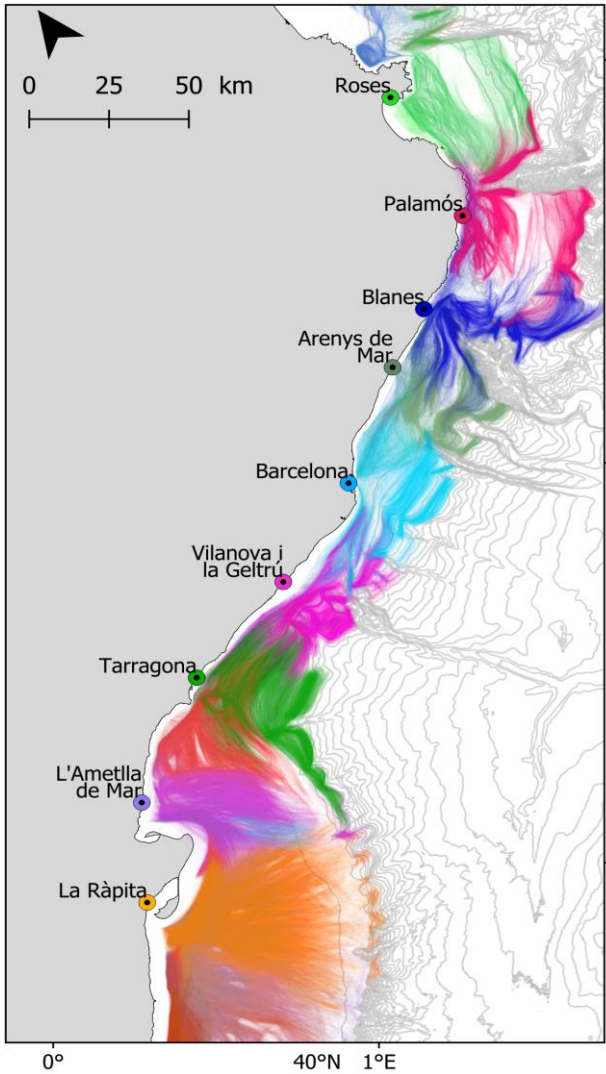 0 25 50 km
Roses
Palamós
Blanes
Arenys de
Mar
Barcelona
Vilanova i
la Geltrú
Tarragona
L'Ametlla
de Mar
La Ràpita
0° 40°N 1°E